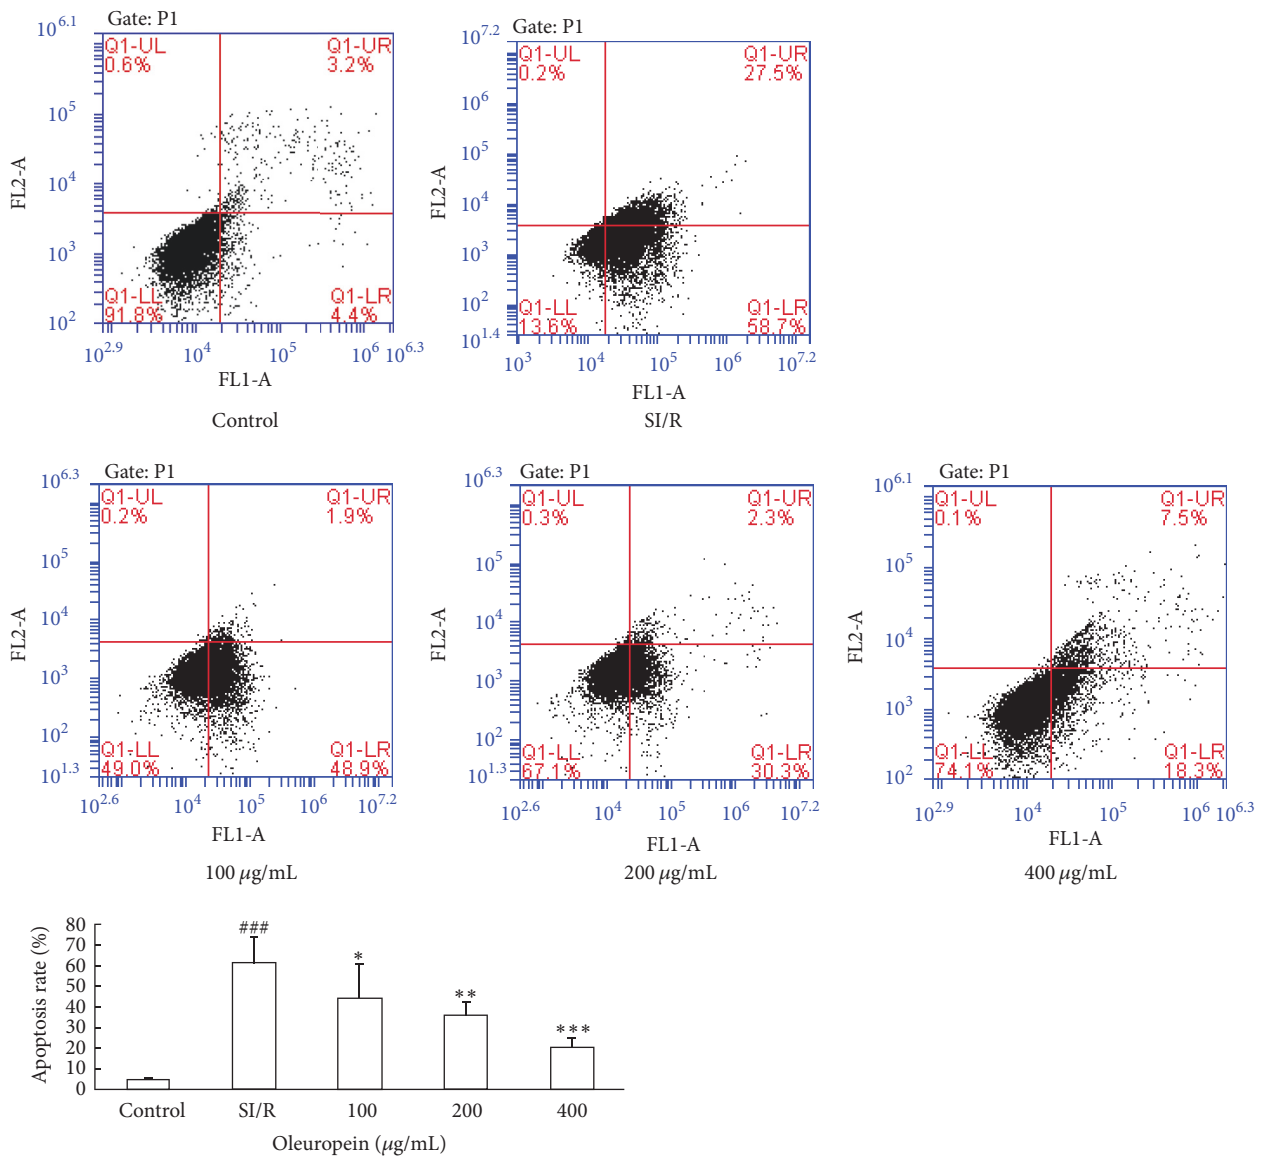 Gate: P1
10^6.1
Q1-UL
0.6%
Q1-UR
3.2%
10^5
10^4
10^3
10^2
FL2-A
Q1-LL
91.8%
Q1-LR
4.4%
10^2.9 10^4 10^5 10^6 10^6.3
FL1-A
Control
Gate: P1
10^7.2
Q1-UL
0.2%
Q1-UR
27.5%
10^6
10^5
10^4
10^3
10^2
10^1.4
FL2-A
Q1-LL
13.6%
Q1-LR
58.7%
10^3 10^4 10^5 10^6 10^7.2
FL1-A
SI/R
Gate: P1
10^6.3
Q1-UL
0.2%
Q1-UR
1.9%
10^5
10^4
10^3
10^2
10^1.3
FL2-A
Q1-LL
49.0%
Q1-LR
48.9%
10^2.6 10^4 10^5 10^6 10^7.2
FL1-A
100 μg/mL
Gate: P1
10^6.3
Q1-UL
0.3%
Q1-UR
2.3%
10^5
10^4
10^3
10^2
10^1.3
FL2-A
Q1-LL
67.1%
Q1-LR
30.3%
10^2.6 10^4 10^5 10^6 10^7.2
FL1-A
200 μg/mL
Gate: P1
10^6.1
Q1-UL
0.1%
Q1-UR
7.5%
10^5
10^4
10^3
10^2
FL2-A
Q1-LL
74.1%
Q1-LR
18.3%
10^2.9 10^4 10^5 10^6 10^6.3
FL1-A
400 μg/mL
Apoptosis rate (%)
80
70
60
50
40
30
20
10
0
###
*
**
***
Control SI/R 100 200 400
Oleuropein (μg/mL)